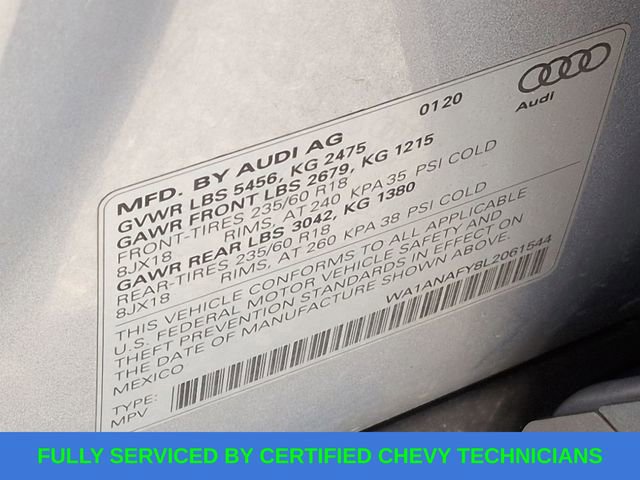 0120
Audi
MFD. BY AUDI AG
GVWR LBS 5456, KG 2475
GAWR FRONT LBS 2679, KG 1215
FRONT-TIRES 235/60 R18
8JX18 RIMS, AT 240 KPA 35 PSI COLD
GAWR REAR LBS 3042, KG 1380
REAR-TIRES 235/60 R18
8JX18 RIMS, AT 260 KPA 38 PSI COLD
THIS VEHICLE CONFORMS TO ALL APPLICABLE
U.S. FEDERAL MOTOR VEHICLE SAFETY AND
THEFT PREVENTION STANDARDS IN EFFECT ON
THE DATE OF MANUFACTURE SHOWN ABOVE.
MEXICO
WA1ANAFY8L2061544
TYPE:
MPV
FULLY SERVICED BY CERTIFIED CHEVY TECHNICIANS